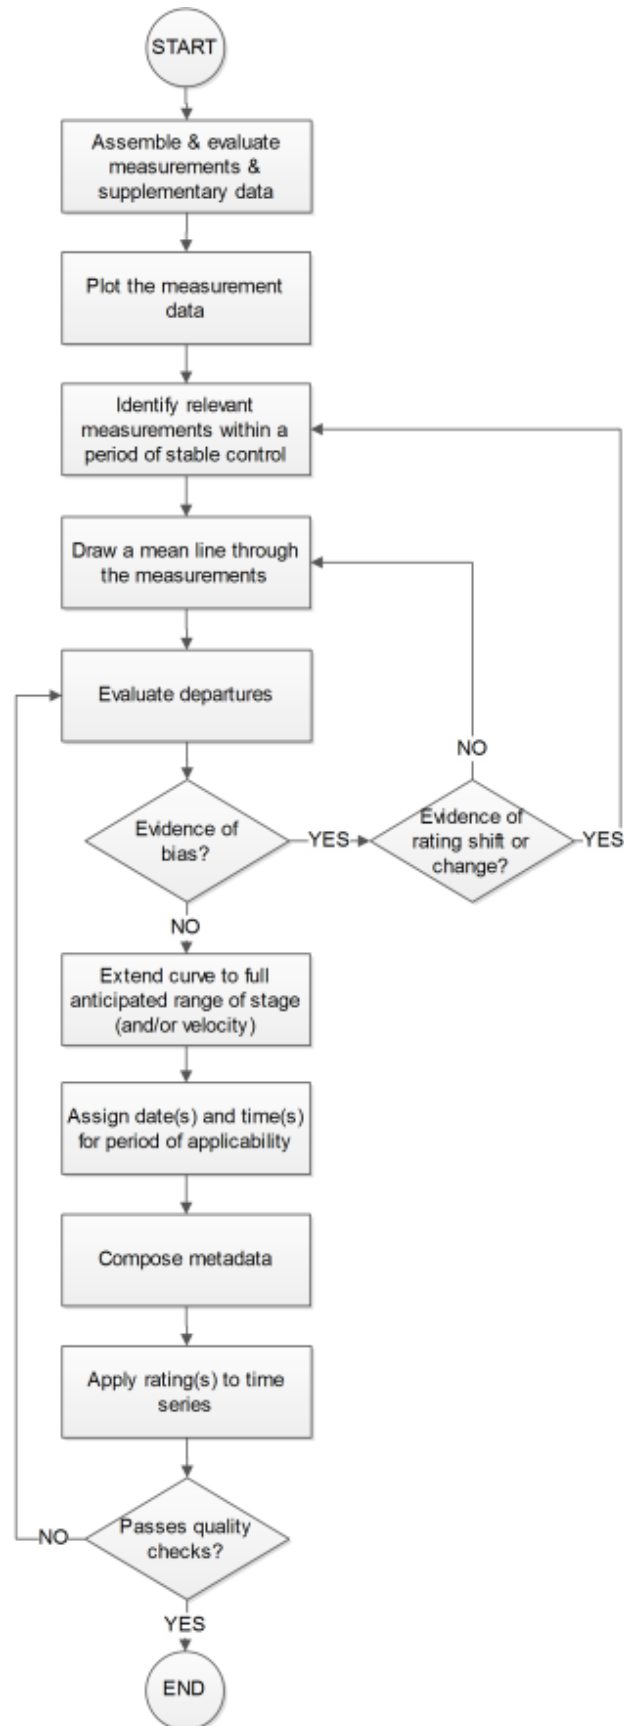 START
Assemble & evaluate
measurements &
supplementary data
Plot the measurement
data
Identify relevant
measurements within a
period of stable control
Draw a mean line through
the measurements
Evaluate departures
NO
Evidence of
bias?
YES
Evidence of
rating shift or
change?
YES
NO
Extend curve to full
anticipated range of stage
(and/or velocity)
Assign date(s) and time(s)
for period of applicability
Compose metadata
Apply rating(s) to time
series
Passes quality
checks?
NO
YES
END